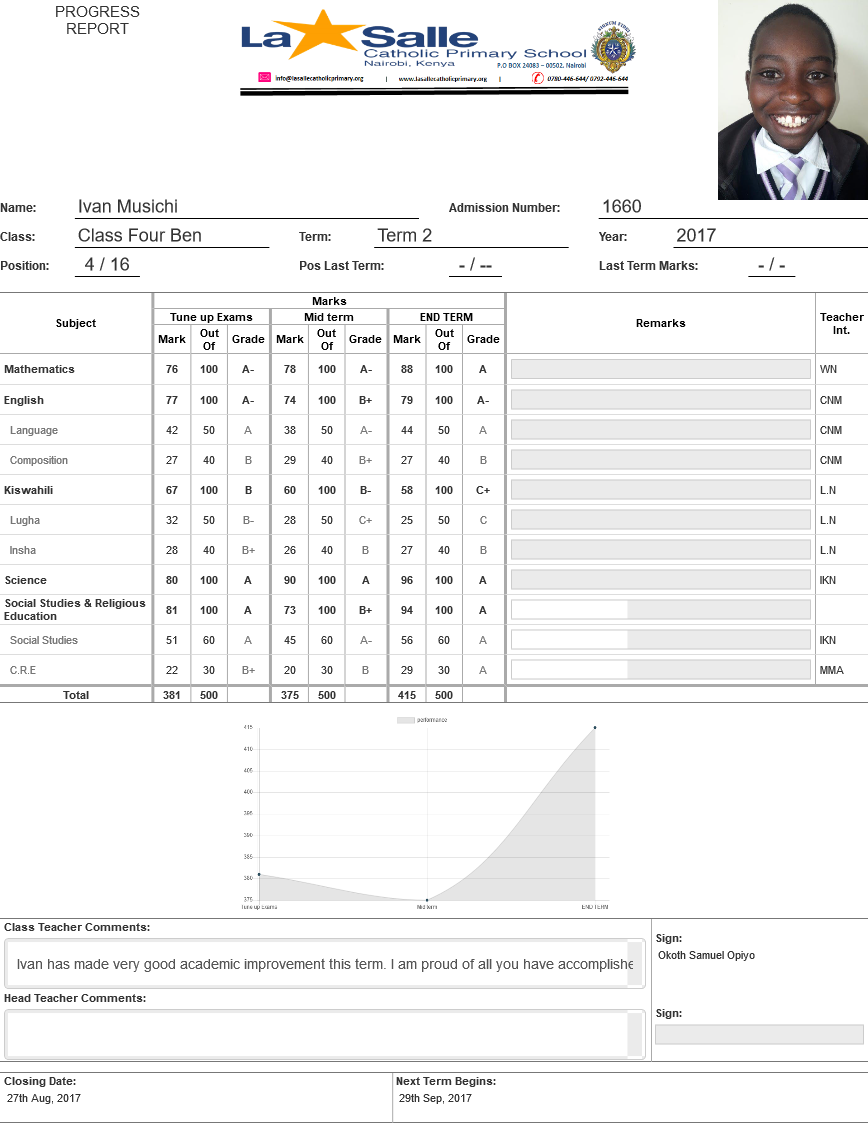 PROGRESS
REPORT
La Salle
Catholic Primary School
Nairobi, Kenya
P.O BOX 24083 – 00502, Nairobi
info@lasallecatholicprimary.org | www.lasallecatholicprimary.org | 0780-446-644/ 0792-446-644
Name: Ivan Musichi Admission Number: 1660
Class: Class Four Ben Term: Term 2 Year: 2017
Position: 4 / 16 Pos Last Term: - / -- Last Term Marks: - / -
Subject Marks Remarks Teacher Int.
Tune up Exams Mid term END TERM
Mark Out Of Grade Mark Out Of Grade Mark Out Of Grade
Mathematics 76 100 A- 78 100 A- 88 100 A WN
English 77 100 A- 74 100 B+ 79 100 A- CNM
Language 42 50 A 38 50 A- 44 50 A CNM
Composition 27 40 B 29 40 B+ 27 40 B CNM
Kiswahili 67 100 B 60 100 B- 58 100 C+ L.N
Lugha 32 50 B- 28 50 C+ 25 50 C L.N
Insha 28 40 B+ 26 40 B 27 40 B L.N
Science 80 100 A 90 100 A 96 100 A IKN
Social Studies & Religious
Education 81 100 A 73 100 B+ 94 100 A
Social Studies 51 60 A 45 60 A- 56 60 A IKN
C.R.E 22 30 B+ 20 30 B 29 30 A MMA
Total 381 500 375 500 415 500
performance
415
410
405
400
395
390
385
380
375
Tune up Exams Mid term END TERM
Class Teacher Comments:
Ivan has made very good academic improvement this term. I am proud of all you have accomplishe
Sign:
Okoth Samuel Opiyo
Head Teacher Comments:
Sign:
Closing Date:
27th Aug, 2017
Next Term Begins:
29th Sep, 2017